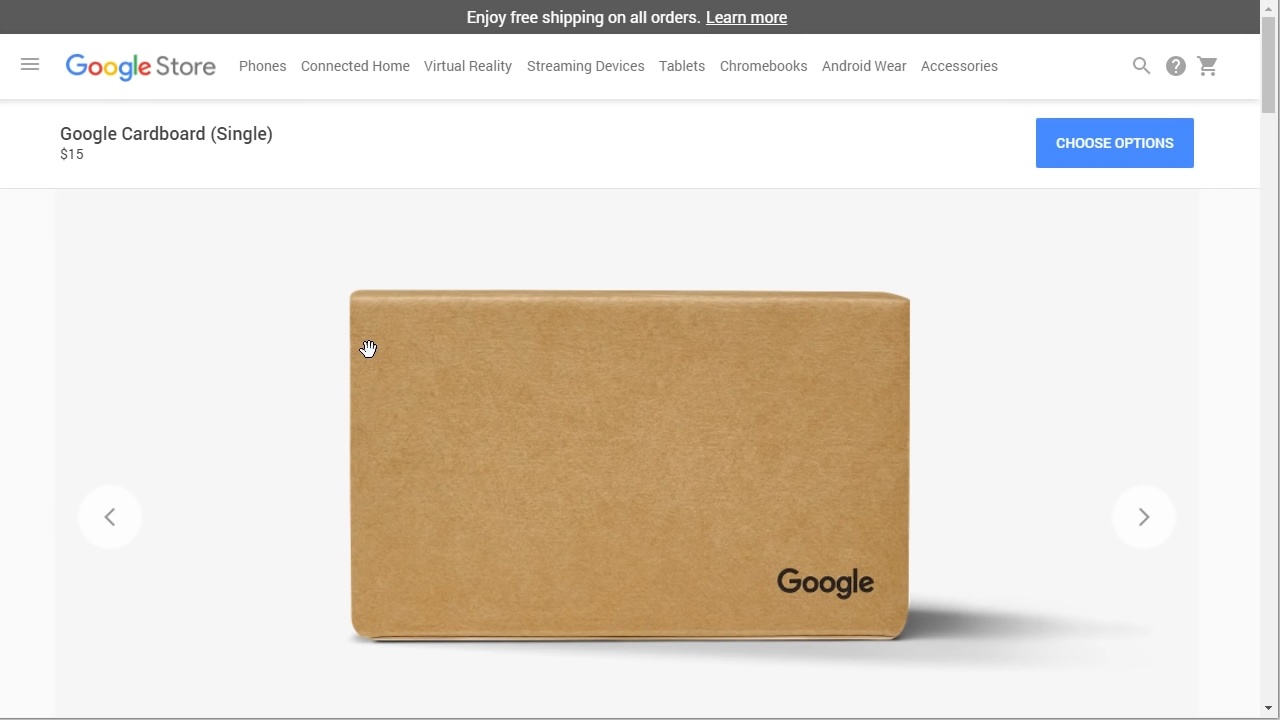 Enjoy free shipping on all orders. Learn more
Google Store Phones Connected Home Virtual Reality Streaming Devices Tablets Chromebooks Android Wear Accessories
Google Cardboard (Single)
$15
CHOOSE OPTIONS
Google